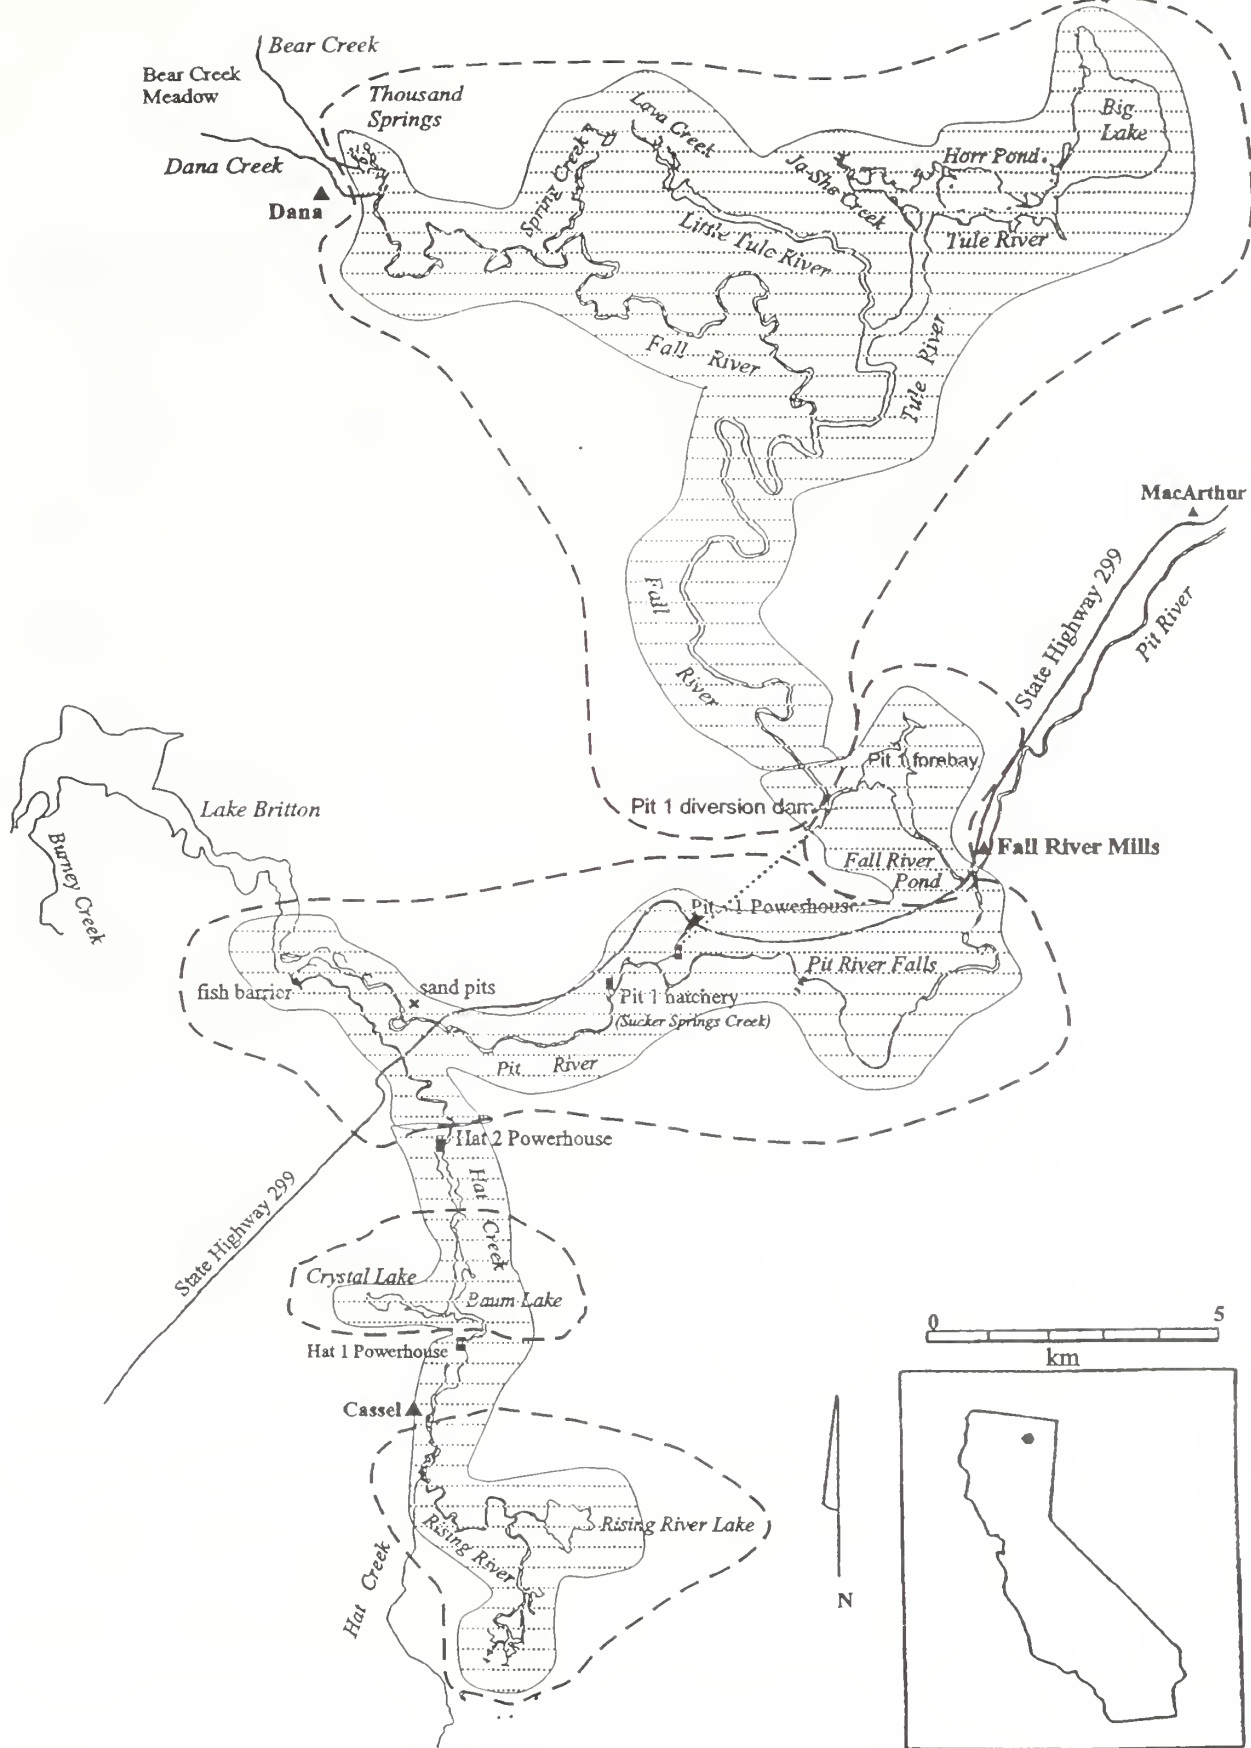 Bear Creek
Bear Creek
Meadow
Thousand
Springs
Dana Creek
Dana
Spring Creek
Lava Creek
Ja-She Creek
Horr Pond
Big
Lake
Little Tule River
Tule River
Tule River
Fall River
MacArthur
State Highway 299
Pit River
Fall
River
Pit 1 forebay
Pit 1 diversion dam
Lake Britton
Burney Creek
Fall River Mills
Fall River
Pond
Pit 1 Powerhouse
Pit River Falls
fish barrier
sand pits
Pit 1 hatchery
(Sucker Springs Creek)
Pit River
Hat 2 Powerhouse
Hat Creek
State Highway 299
Crystal Lake
Baum Lake
Hat 1 Powerhouse
0 5
km
Cassel
Rising River Lake
Rising River
Hat Creek
N